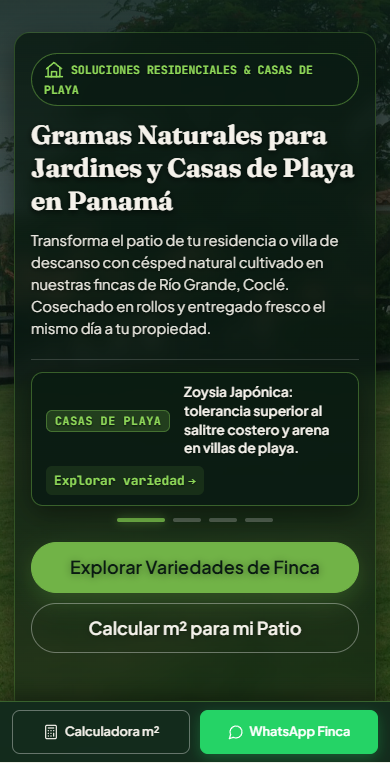 SOLUCIONES RESIDENCIALES & CASAS DE
PLAYA
Gramas Naturales para
Jardines y Casas de Playa
en Panamá
Transforma el patio de tu residencia o villa de
descanso con césped natural cultivado en
nuestras fincas de Río Grande, Coclé.
Cosechado en rollos y entregado fresco el
mismo día a tu propiedad.
CASAS DE PLAYA
Zoysia Japónica:
tolerancia superior al
salitre costero y arena
en villas de playa.
Explorar variedad →
Explorar Variedades de Finca
Calcular m² para mi Patio
Calculadora m²
WhatsApp Finca